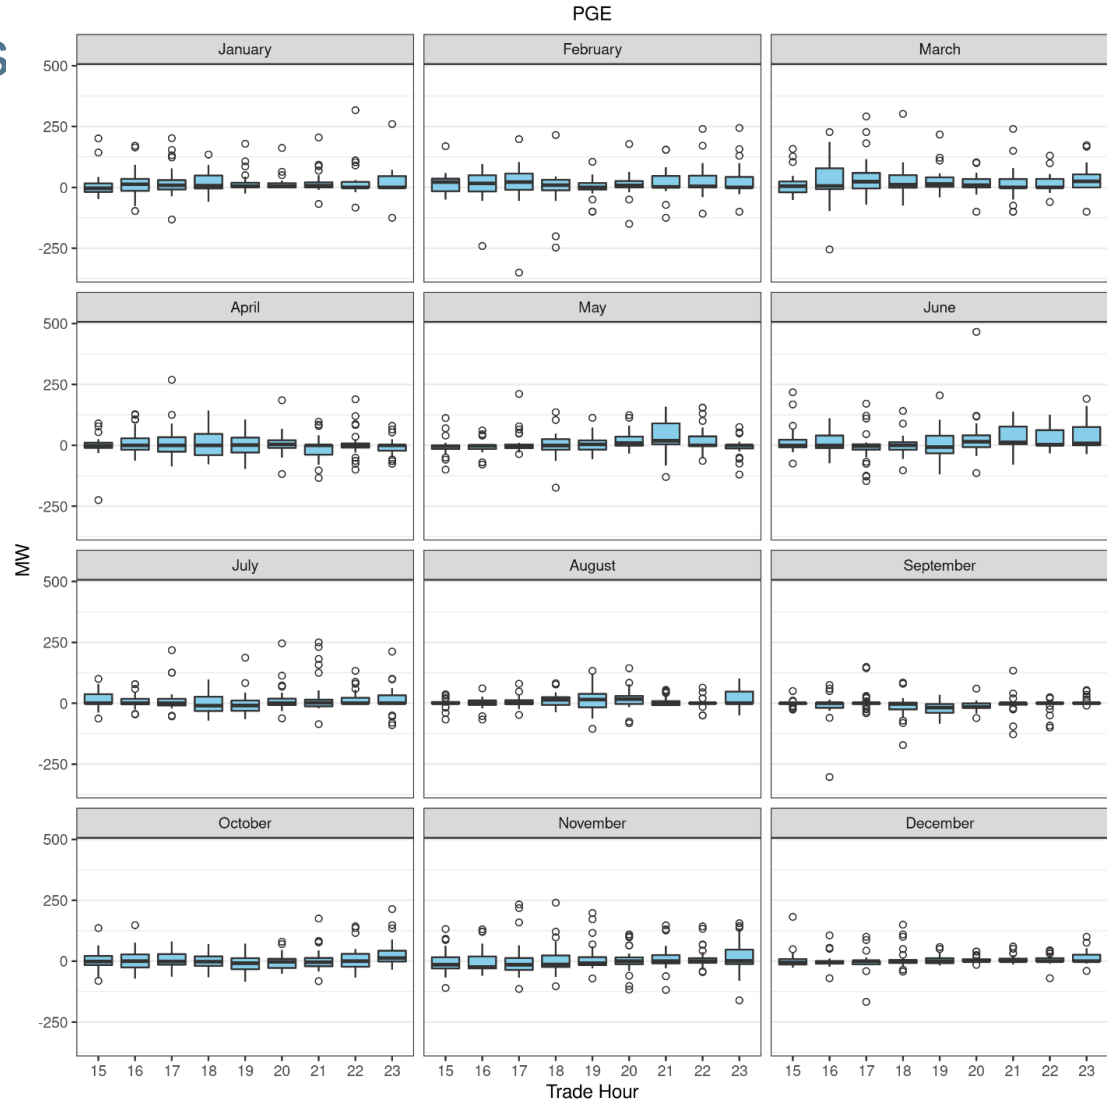 PGE
s
January February March
500
250
0
-250
April May June
500
250
0
-250
MW
July August September
500
250
0
-250
October November December
500
250
0
-250
15 16 17 18 19 20 21 22 23 15 16 17 18 19 20 21 22 23 15 16 17 18 19 20 21 22 23
Trade Hour